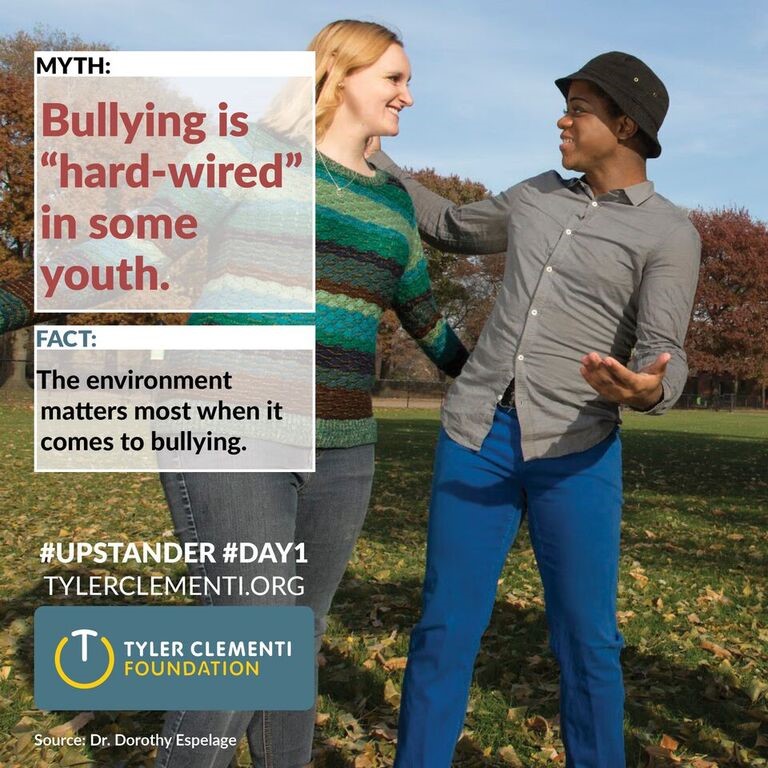 MYTH:
Bullying is
“hard-wired”
in some
youth.
FACT:
The environment
matters most when it
comes to bullying.
#UPSTANDER #DAY1
TYLERCLEMENTI.ORG
TYLER CLEMENTI
FOUNDATION
Source: Dr. Dorothy Espelage